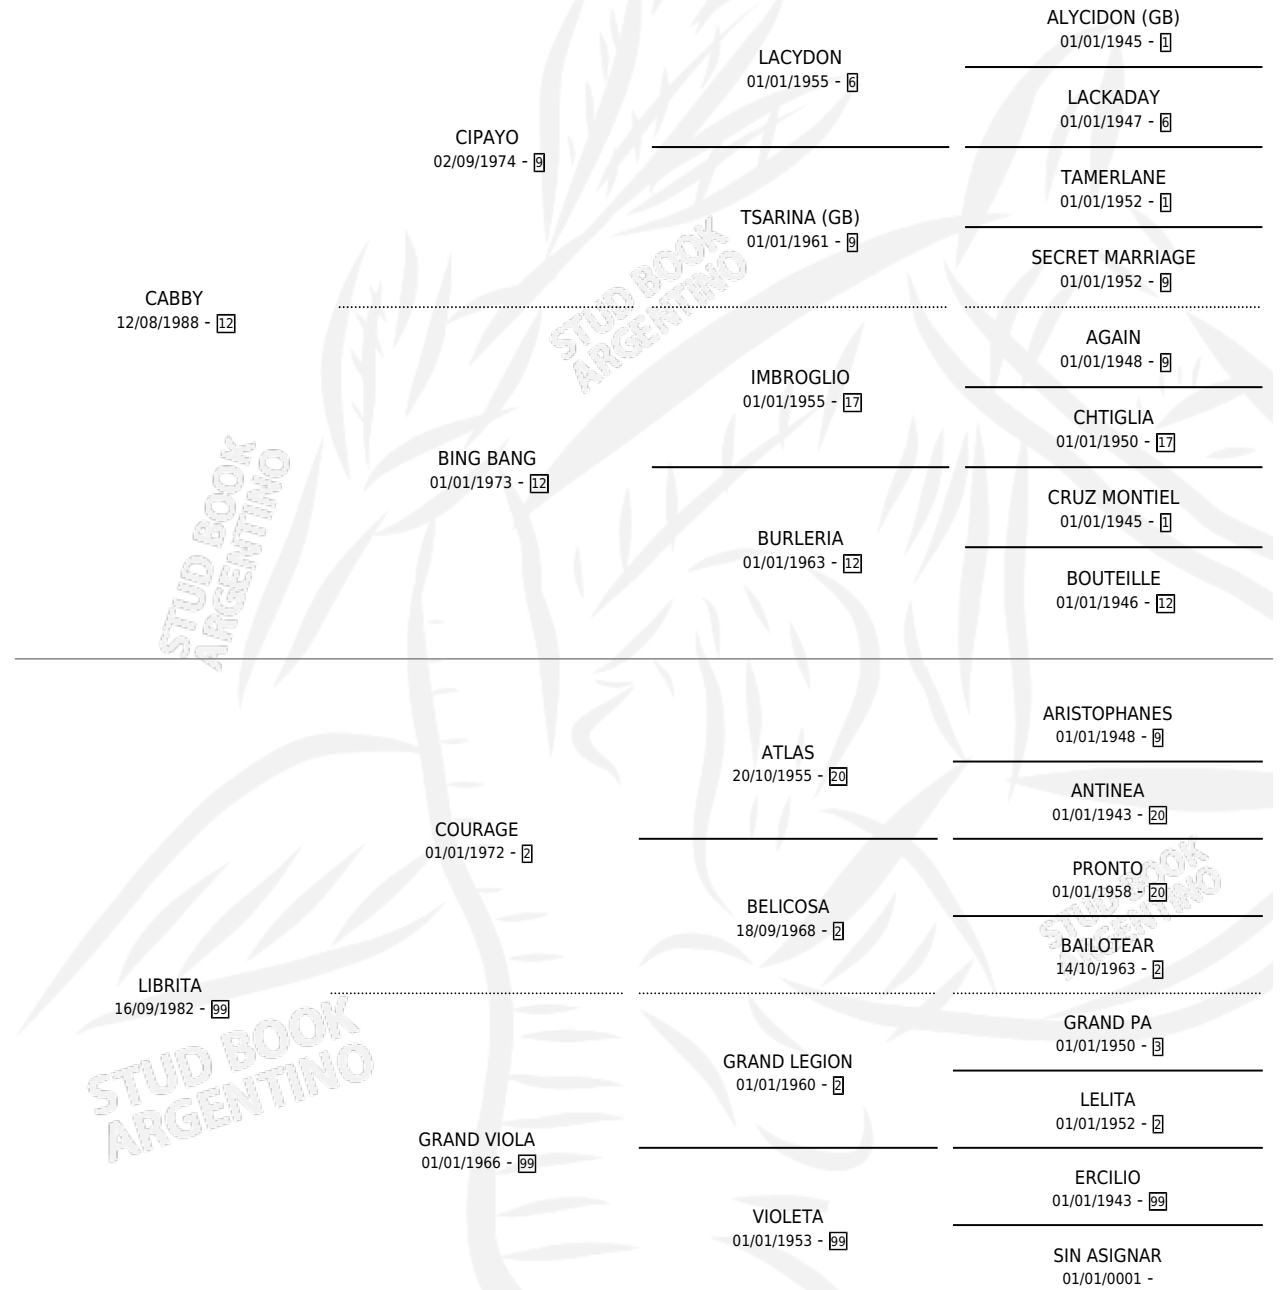 ALYCIDON (GB)
01/01/1945 - 1
LACYDON
01/01/1955 - 6
LACKADAY
01/01/1947 - 6
CIPAYO
02/09/1974 - 9
TAMERLANE
01/01/1952 - 1
TSARINA (GB)
01/01/1961 - 9
SECRET MARRIAGE
01/01/1952 - 9
CABBY
12/08/1988 - 12
STUD BOOK
ARGENTINO
AGAIN
01/01/1948 - 9
IMBROGLIO
01/01/1955 - 17
CHTIGLIA
01/01/1950 - 17
BING BANG
01/01/1973 - 12
CRUZ MONTIEL
01/01/1945 - 1
BURLERIA
01/01/1963 - 12
BOUTEILLE
01/01/1946 - 12
STUD BOOK
ARGENTINO
ARISTOPHANES
01/01/1948 - 9
ATLAS
20/10/1955 - 20
ANTINEA
01/01/1943 - 20
COURAGE
01/01/1972 - 2
PRONTO
01/01/1958 - 20
BELICOSA
18/09/1968 - 2
STUD BOOK
ARGENTINO
BAILOTEAR
14/10/1963 - 2
LIBRITA
16/09/1982 - 99
GRAND PA
01/01/1950 - 3
GRAND LEGION
01/01/1960 - 2
LELITA
01/01/1952 - 2
STUD BOOK
ARGENTINO
GRAND VIOLA
01/01/1966 - 99
ERCILIO
01/01/1943 - 99
VIOLETA
01/01/1953 - 99
SIN ASIGNAR
01/01/0001 -